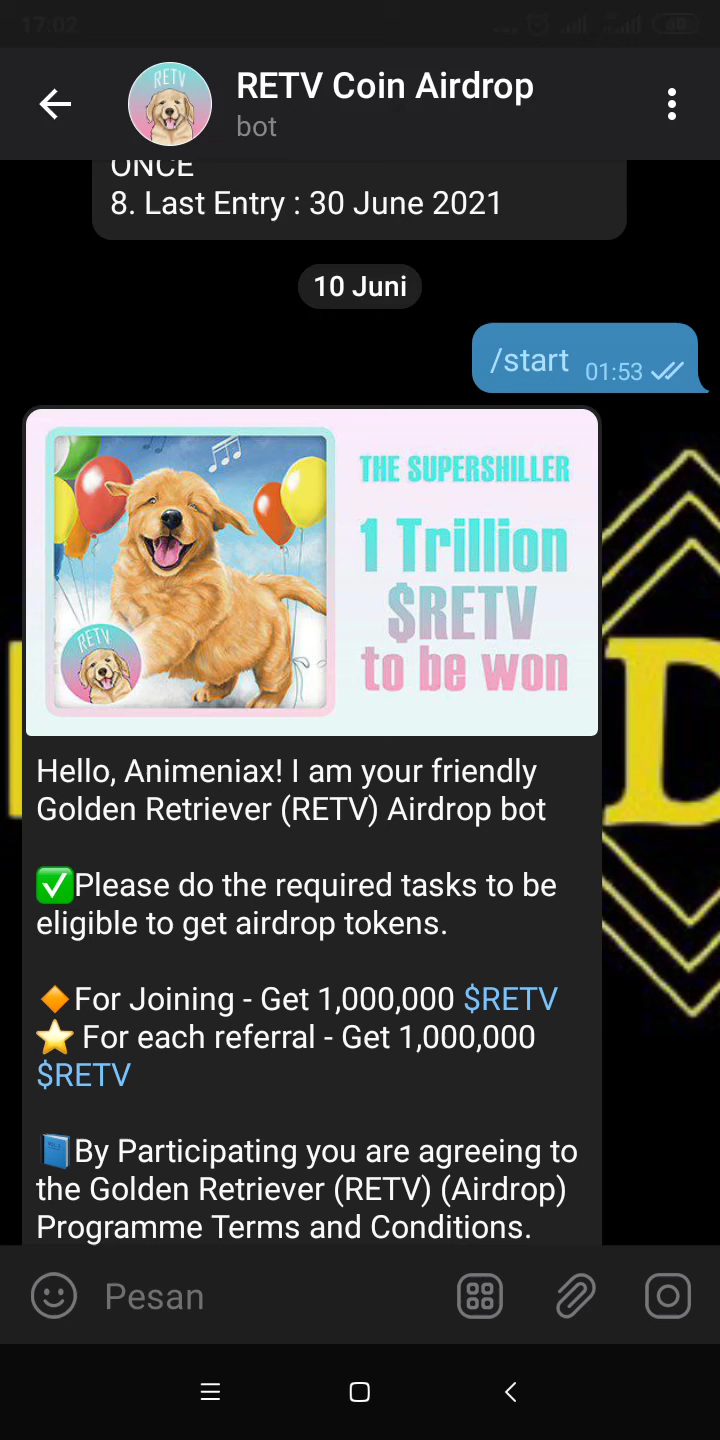 17:02
RETV
RETV Coin Airdrop
bot
ONCE
8. Last Entry : 30 June 2021
10 Juni
/start 01:53
THE SUPERSHILLER
1 Trillion
$RETV
to be won
RETV
Hello, Animeniax! I am your friendly
Golden Retriever (RETV) Airdrop bot
✅Please do the required tasks to be
eligible to get airdrop tokens.
🔸For Joining - Get 1,000,000 $RETV
⭐ For each referral - Get 1,000,000
$RETV
📘By Participating you are agreeing to
the Golden Retriever (RETV) (Airdrop)
Programme Terms and Conditions.
D
Pesan